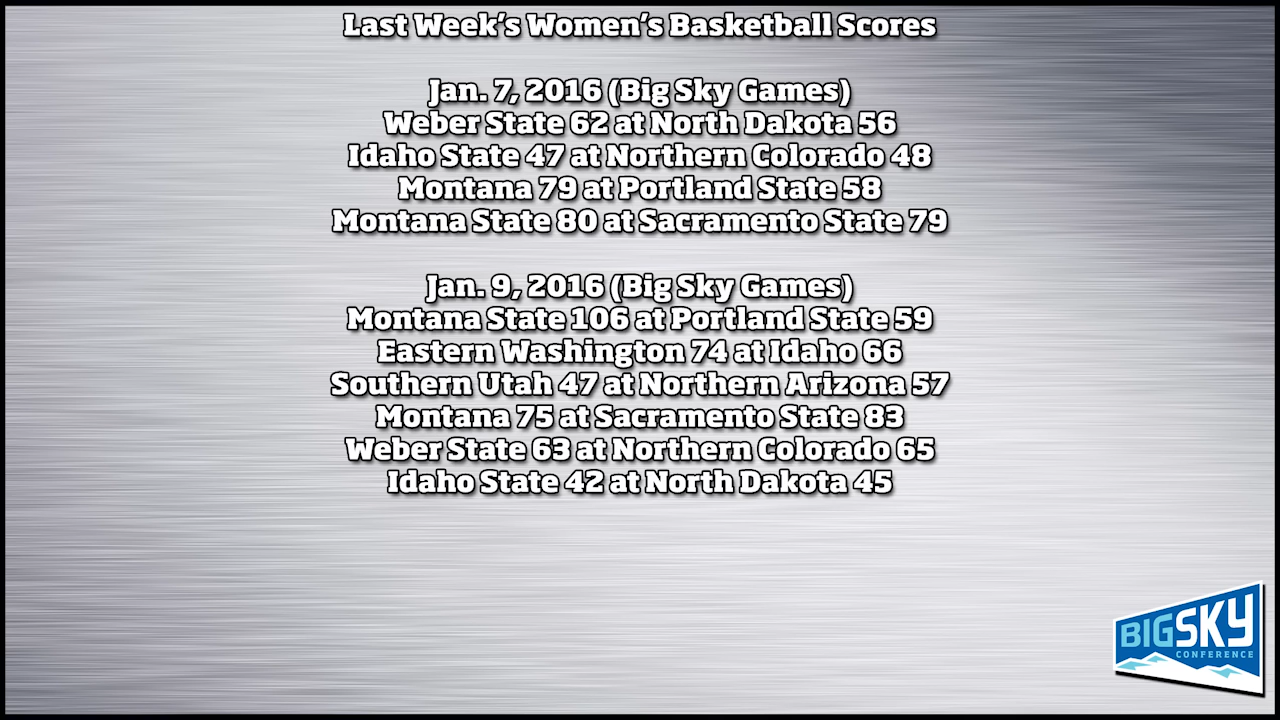 Last Week's Women's Basketball Scores
Jan. 7, 2016 (Big Sky Games)
Weber State 62 at North Dakota 56
Idaho State 47 at Northern Colorado 48
Montana 79 at Portland State 58
Montana State 80 at Sacramento State 79
Jan. 9, 2016 (Big Sky Games)
Montana State 106 at Portland State 59
Eastern Washington 74 at Idaho 66
Southern Utah 47 at Northern Arizona 57
Montana 75 at Sacramento State 83
Weber State 63 at Northern Colorado 65
Idaho State 42 at North Dakota 45
BIGSKY
CONFERENCE